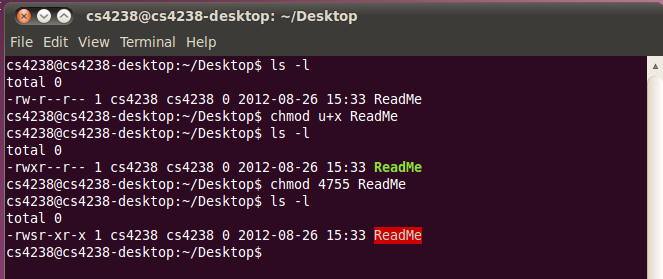 cs4238@cs4238-desktop: ~/Desktop
File Edit View Terminal Help
cs4238@cs4238-desktop:~/Desktop$ ls -l
total 0
-rw-r--r-- 1 cs4238 cs4238 0 2012-08-26 15:33 ReadMe
cs4238@cs4238-desktop:~/Desktop$ chmod u+x ReadMe
cs4238@cs4238-desktop:~/Desktop$ ls -l
total 0
-rwxr--r-- 1 cs4238 cs4238 0 2012-08-26 15:33 ReadMe
cs4238@cs4238-desktop:~/Desktop$ chmod 4755 ReadMe
cs4238@cs4238-desktop:~/Desktop$ ls -l
total 0
-rwsr-xr-x 1 cs4238 cs4238 0 2012-08-26 15:33 ReadMe
cs4238@cs4238-desktop:~/Desktop$